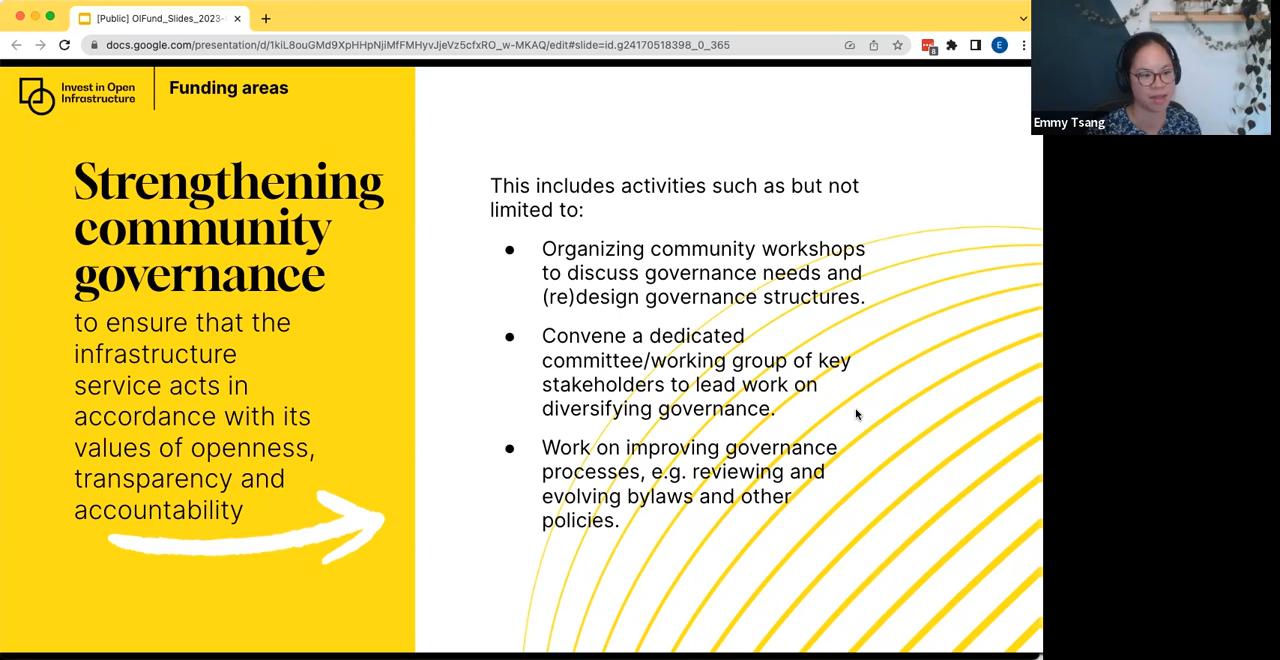 [Public] OIFund_Slides_2023-
docs.google.com/presentation/d/1kiL8ouGMd9XpHHpNjiMfFMHyvJjeVz5cfxRO_w-MKAQ/edit#slide=id.g24170518398_0_365
8
E
Emmy Tsang
Invest in Open
Infrastructure
Funding areas
Strengthening
community
governance
to ensure that the
infrastructure
service acts in
accordance with its
values of openness,
transparency and
accountability
This includes activities such as but not
limited to:
● Organizing community workshops
to discuss governance needs and
(re)design governance structures.
● Convene a dedicated
committee/working group of key
stakeholders to lead work on
diversifying governance.
● Work on improving governance
processes, e.g. reviewing and
evolving bylaws and other
policies.